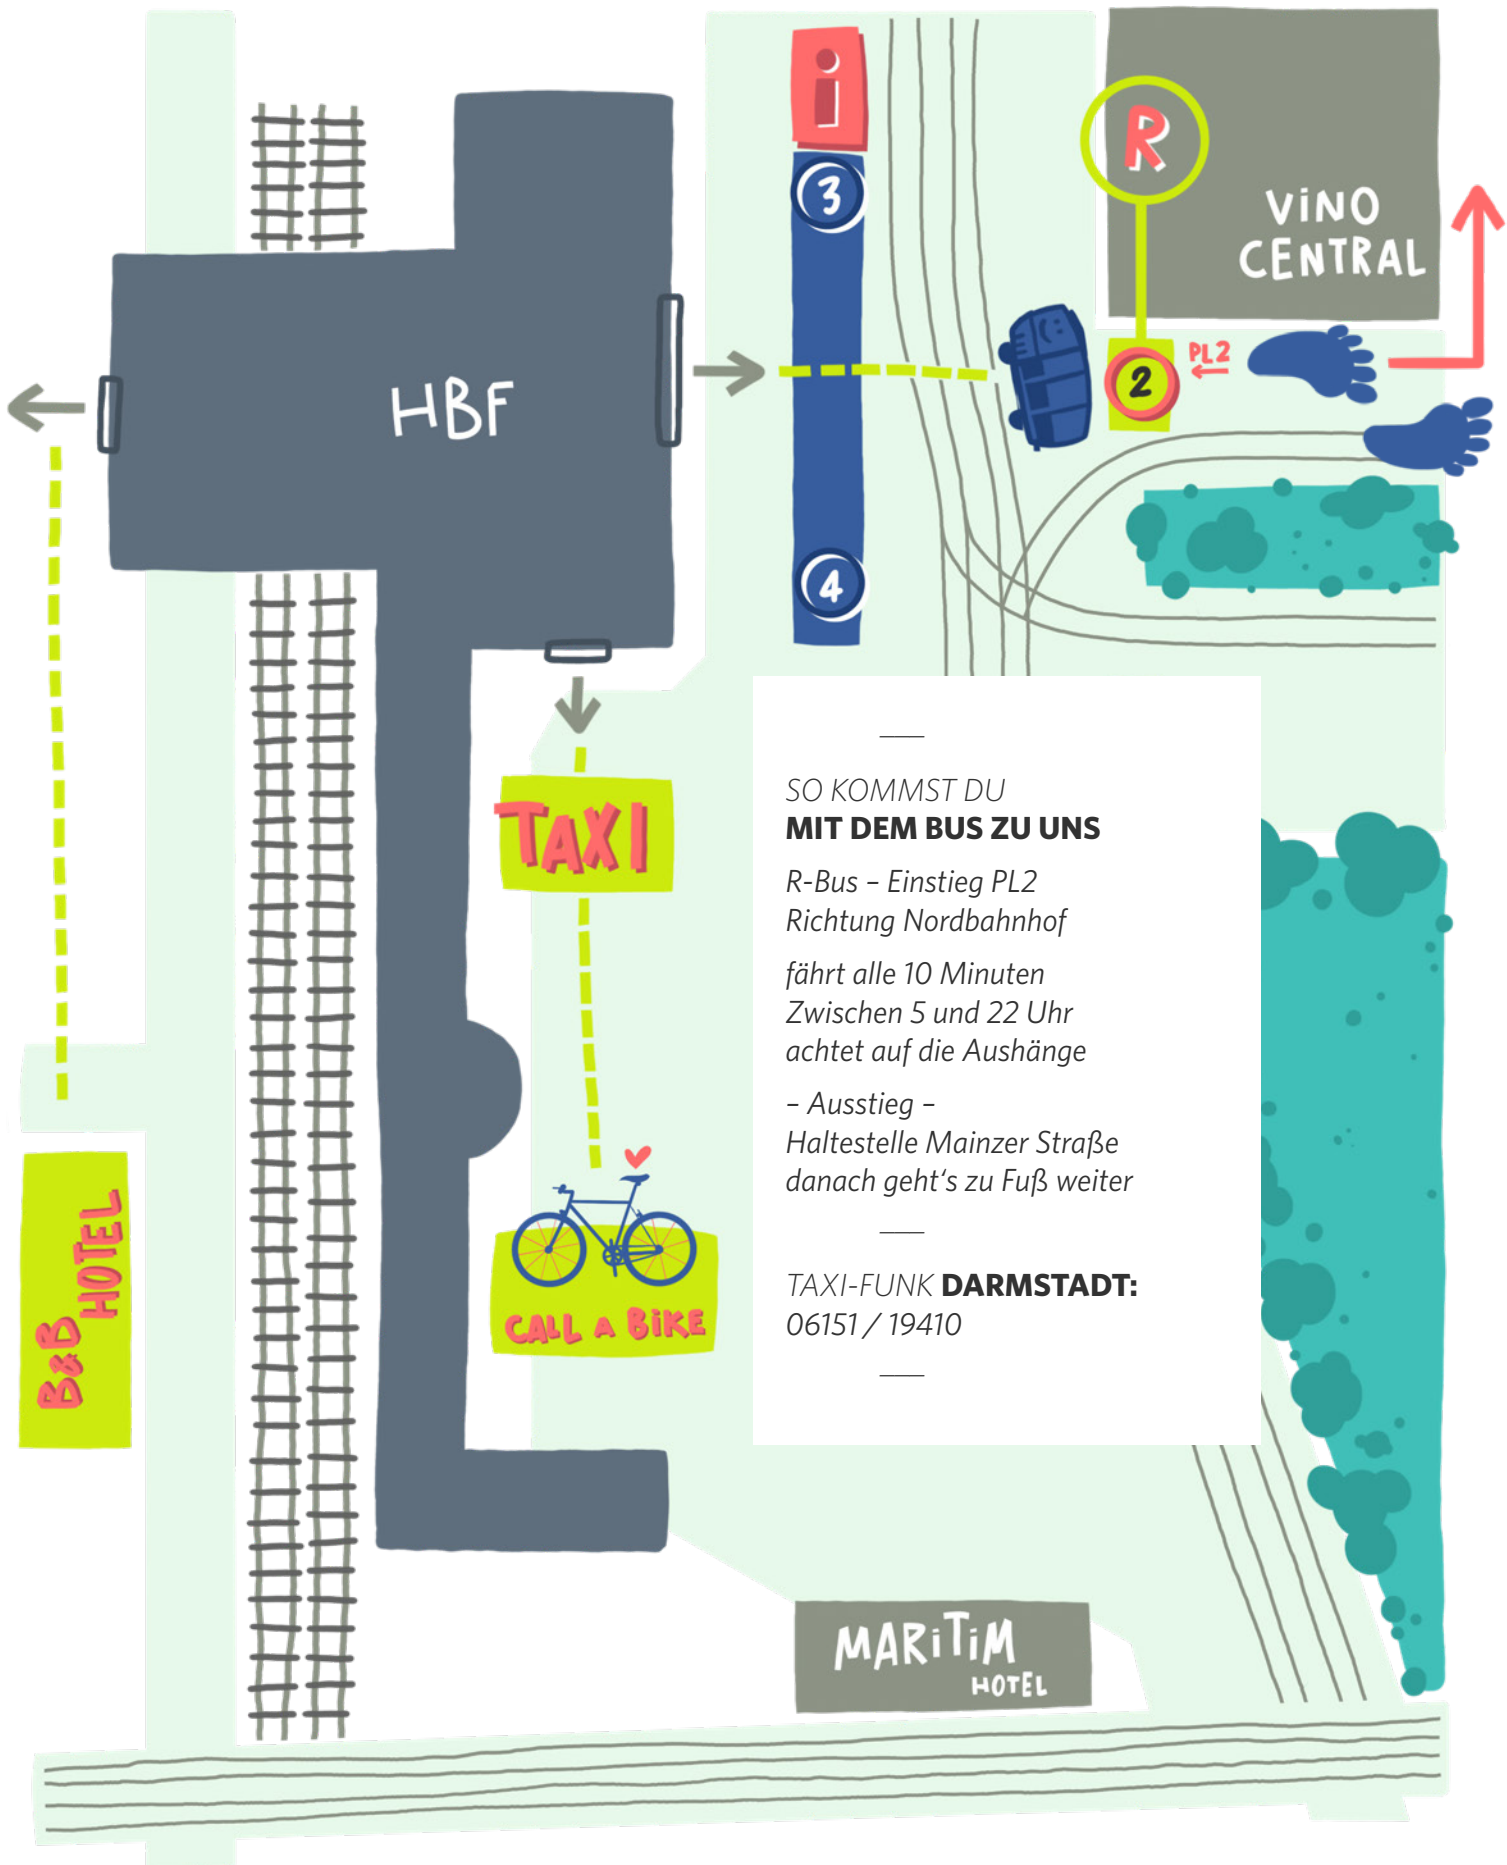 i
3
R
ViNO
CENTRAL
PL2
2
HBF
4
TAXI
SO KOMMST DU
MIT DEM BUS ZU UNS
R-Bus – Einstieg PL2
Richtung Nordbahnhof
fährt alle 10 Minuten
Zwischen 5 und 22 Uhr
achtet auf die Aushänge
– Ausstieg –
Haltestelle Mainzer Straße
danach geht‘s zu Fuß weiter
TAXI-FUNK DARMSTADT:
06151 / 19410
B&B
HOTEL
CALL A BiKE
MARiTiM
HOTEL